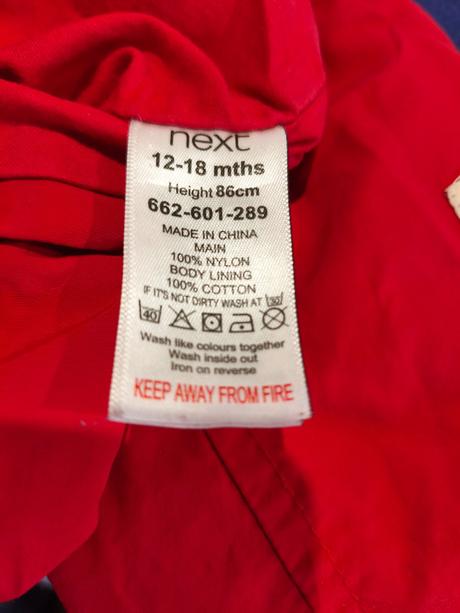 next
12-18 mths
Height 86cm
662-601-289
MADE IN CHINA
MAIN
100% NYLON
BODY LINING
100% COTTON
IF IT'S NOT DIRTY WASH AT 30
40
Wash like colours together
Wash inside out
Iron on reverse
KEEP AWAY FROM FIRE